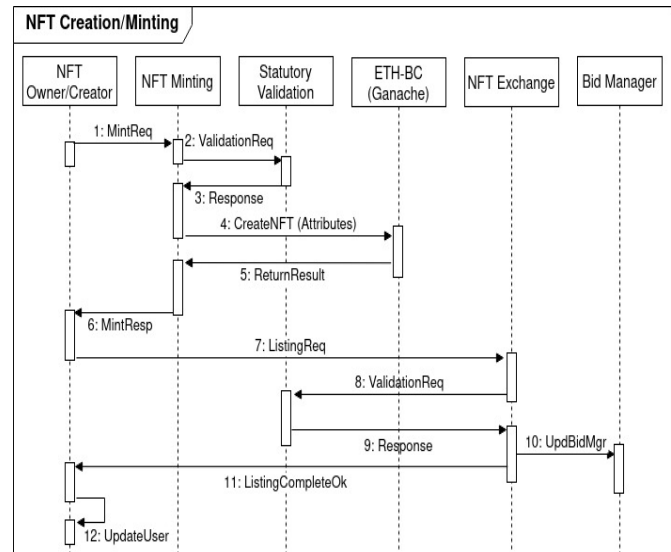 NFT Creation/Minting
NFT
Owner/Creator
NFT Minting
Statutory
Validation
ETH-BC
(Ganache)
NFT Exchange
Bid Manager
1: MintReq
2: ValidationReq
3: Response
4: CreateNFT (Attributes)
5: ReturnResult
6: MintResp
7: ListingReq
8: ValidationReq
9: Response
10: UpdBidMgr
11: ListingCompleteOk
12: UpdateUser